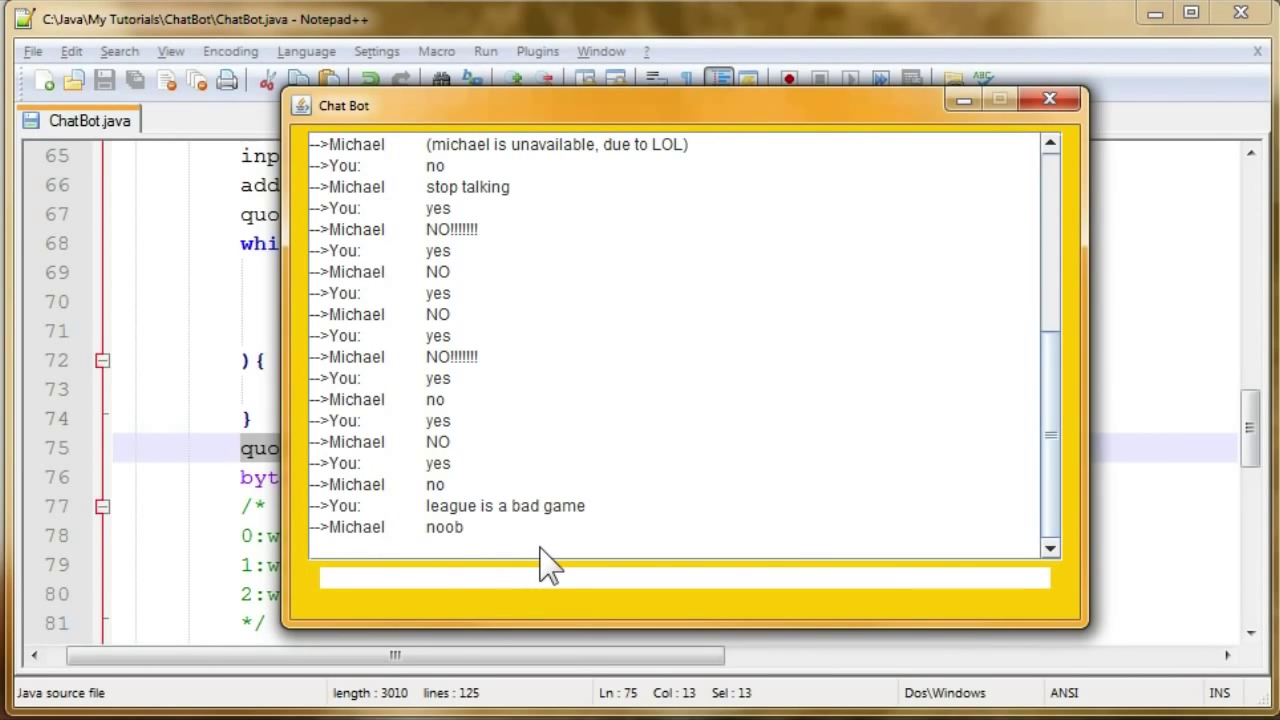 C:\Java\My Tutorials\ChatBot\ChatBot.java - Notepad++
File Edit Search View Encoding Language Settings Macro Run Plugins Window ? X
ChatBot.java
Chat Bot
65 inp
66 add
67 quo
68 whi
69
70
71
72 ){
73
74 }
75 quo
76 byt
77 /*
78 0:w
79 1:w
80 2:w
81 */
-->Michael (michael is unavailable, due to LOL)
-->You: no
-->Michael stop talking
-->You: yes
-->Michael NO!!!!!!!
-->You: yes
-->Michael NO
-->You: yes
-->Michael NO
-->You: yes
-->Michael NO!!!!!!!
-->You: yes
-->Michael no
-->You: yes
-->Michael NO
-->You: yes
-->Michael no
-->You: league is a bad game
-->Michael noob
Java source file length : 3010 lines : 125 Ln : 75 Col : 13 Sel : 13 Dos\Windows ANSI INS